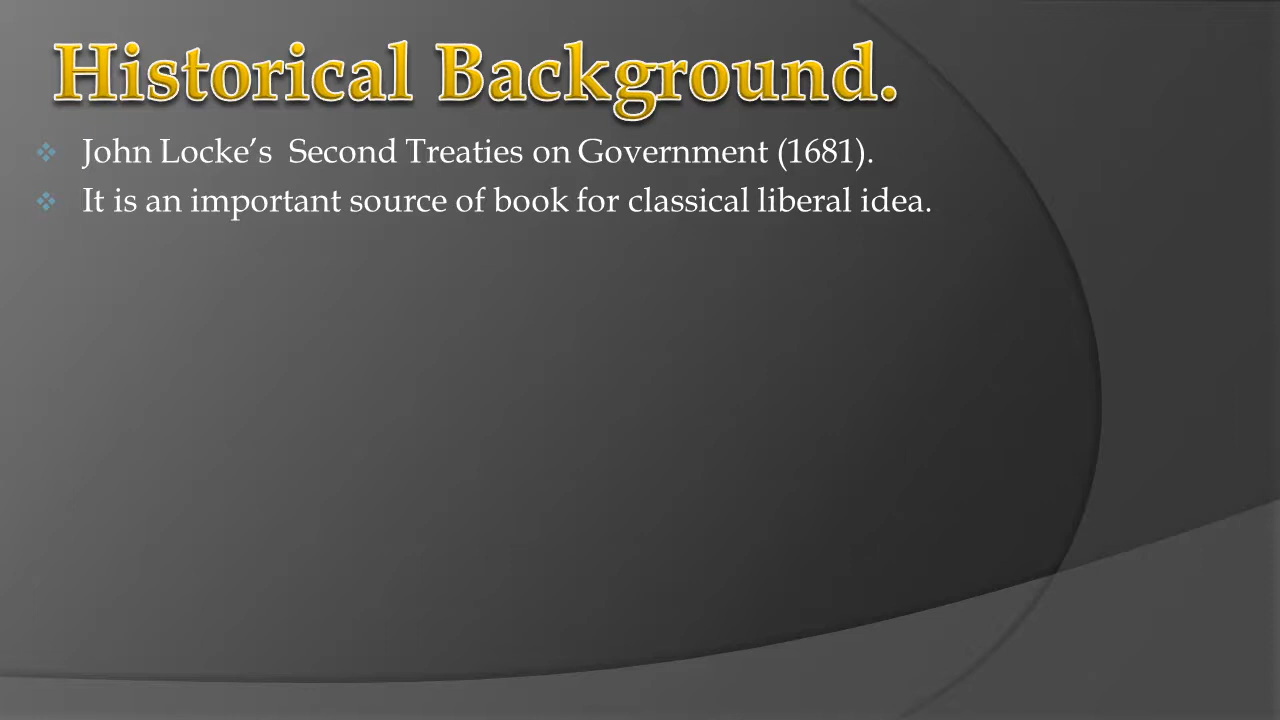 Historical Background.
❖ John Locke’s  Second Treaties on Government (1681).
❖ It is an important source of book for classical liberal idea.